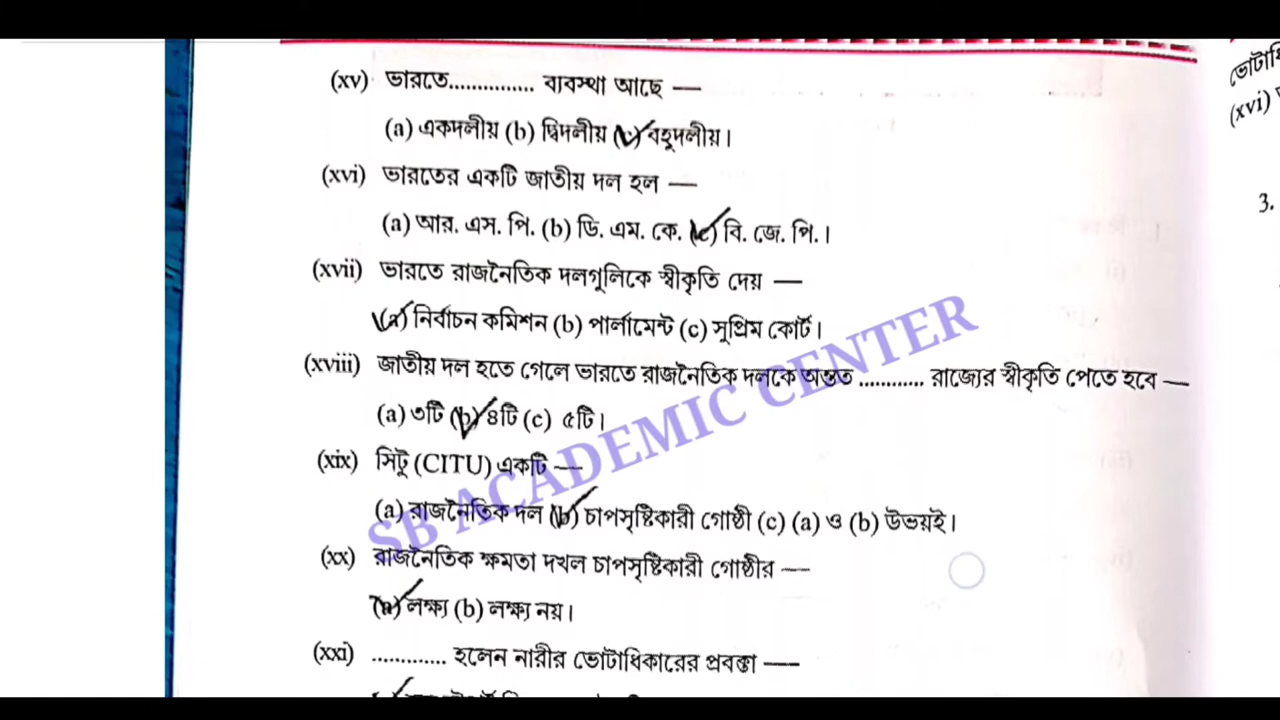 (xv) ভারতে............... ব্যবস্থা আছে —
(a) একদলীয় (b) দ্বিদলীয় (c) বহুদলীয়।
(xvi) ভারতের একটি জাতীয় দল হল —
(a) আর. এস. পি. (b) ডি. এম. কে. (c) বি. জে. পি.।
(xvii) ভারতে রাজনৈতিক দলগুলিকে স্বীকৃতি দেয় —
(a) নির্বাচন কমিশন (b) পার্লামেন্ট (c) সুপ্রিম কোর্ট।
(xviii) জাতীয় দল হতে গেলে ভারতে রাজনৈতিক দলকে অন্তত ............ রাজ্যের স্বীকৃতি পেতে হবে —
(a) ৩টি (b) ৪টি (c) ৫টি।
(xix) সিটু (CITU) একটি —
(a) রাজনৈতিক দল (b) চাপসৃষ্টিকারী গোষ্ঠী (c) (a) ও (b) উভয়ই।
(xx) রাজনৈতিক ক্ষমতা দখল চাপসৃষ্টিকারী গোষ্ঠীর —
(a) লক্ষ্য (b) লক্ষ্য নয়।
(xxi) ............. হলেন নারীর ভোটাধিকারের প্রবক্তা —
SB ACADEMIC CENTER
(xvi)
3.